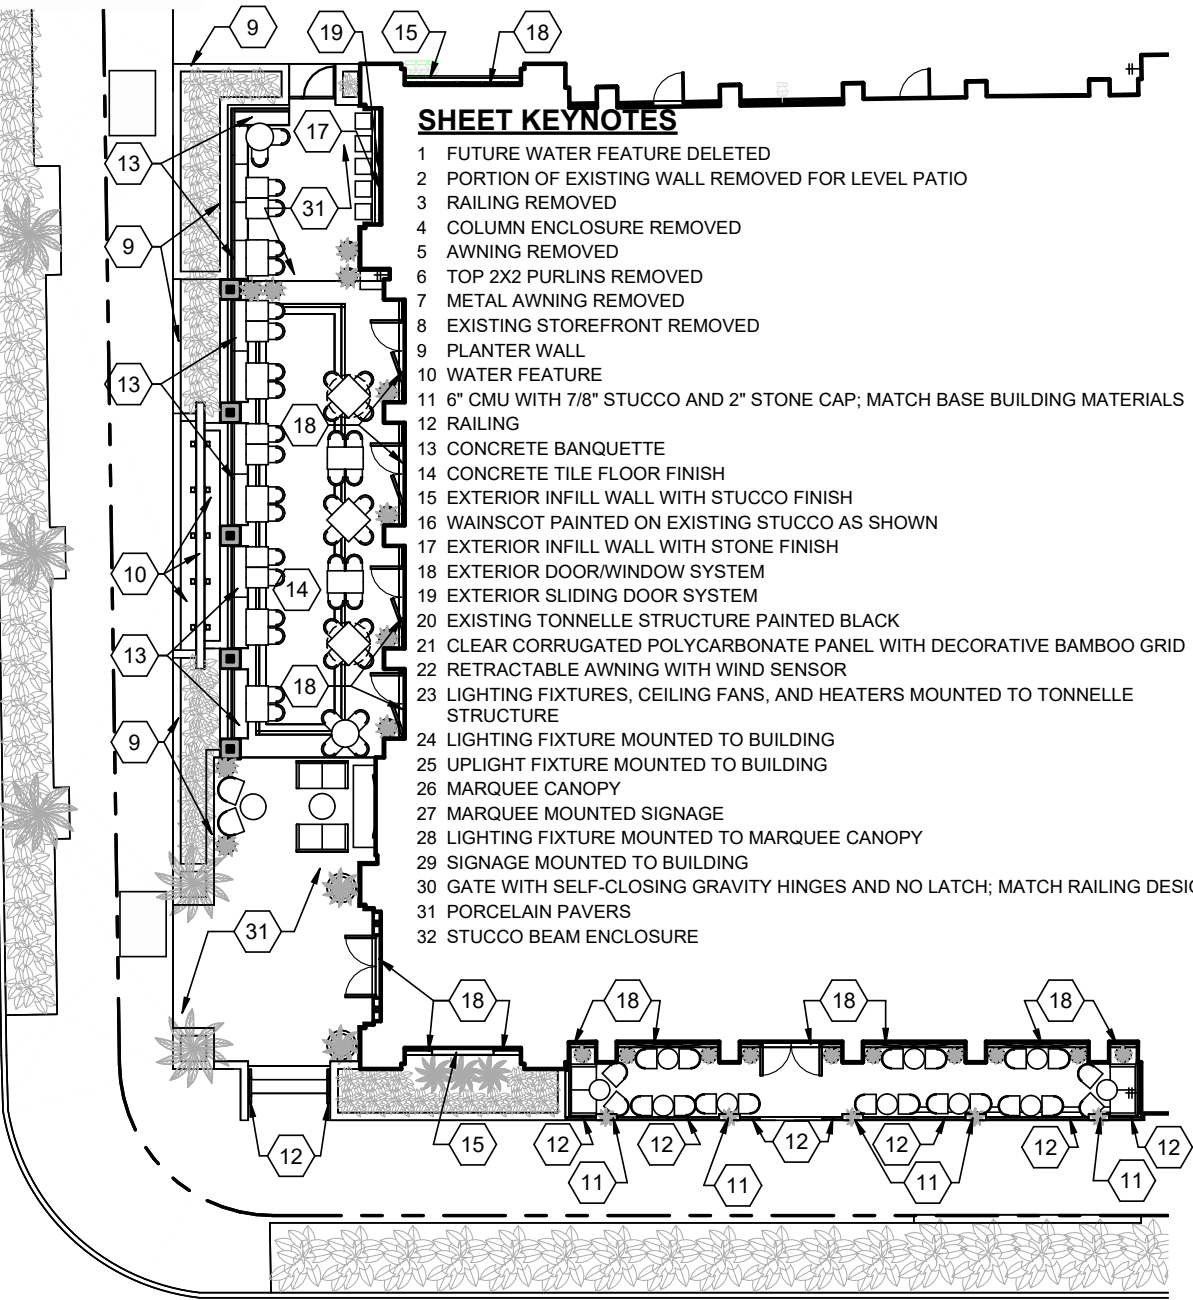 9
19
15
18
SHEET KEYNOTES
1 FUTURE WATER FEATURE DELETED
2 PORTION OF EXISTING WALL REMOVED FOR LEVEL PATIO
3 RAILING REMOVED
4 COLUMN ENCLOSURE REMOVED
5 AWNING REMOVED
6 TOP 2X2 PURLINS REMOVED
7 METAL AWNING REMOVED
8 EXISTING STOREFRONT REMOVED
9 PLANTER WALL
10 WATER FEATURE
11 6" CMU WITH 7/8" STUCCO AND 2" STONE CAP; MATCH BASE BUILDING MATERIALS
12 RAILING
13 CONCRETE BANQUETTE
14 CONCRETE TILE FLOOR FINISH
15 EXTERIOR INFILL WALL WITH STUCCO FINISH
16 WAINSCOT PAINTED ON EXISTING STUCCO AS SHOWN
17 EXTERIOR INFILL WALL WITH STONE FINISH
18 EXTERIOR DOOR/WINDOW SYSTEM
19 EXTERIOR SLIDING DOOR SYSTEM
20 EXISTING TONNELLE STRUCTURE PAINTED BLACK
21 CLEAR CORRUGATED POLYCARBONATE PANEL WITH DECORATIVE BAMBOO GRID
22 RETRACTABLE AWNING WITH WIND SENSOR
23 LIGHTING FIXTURES, CEILING FANS, AND HEATERS MOUNTED TO TONNELLE
STRUCTURE
24 LIGHTING FIXTURE MOUNTED TO BUILDING
25 UPLIGHT FIXTURE MOUNTED TO BUILDING
26 MARQUEE CANOPY
27 MARQUEE MOUNTED SIGNAGE
28 LIGHTING FIXTURE MOUNTED TO MARQUEE CANOPY
29 SIGNAGE MOUNTED TO BUILDING
30 GATE WITH SELF-CLOSING GRAVITY HINGES AND NO LATCH; MATCH RAILING DESIG
31 PORCELAIN PAVERS
32 STUCCO BEAM ENCLOSURE
17
13
31
9
13
18
10
14
13
18
9
31
18
18
18
18
18
12
15
12
12
12
12
12
12
11
11
11
11